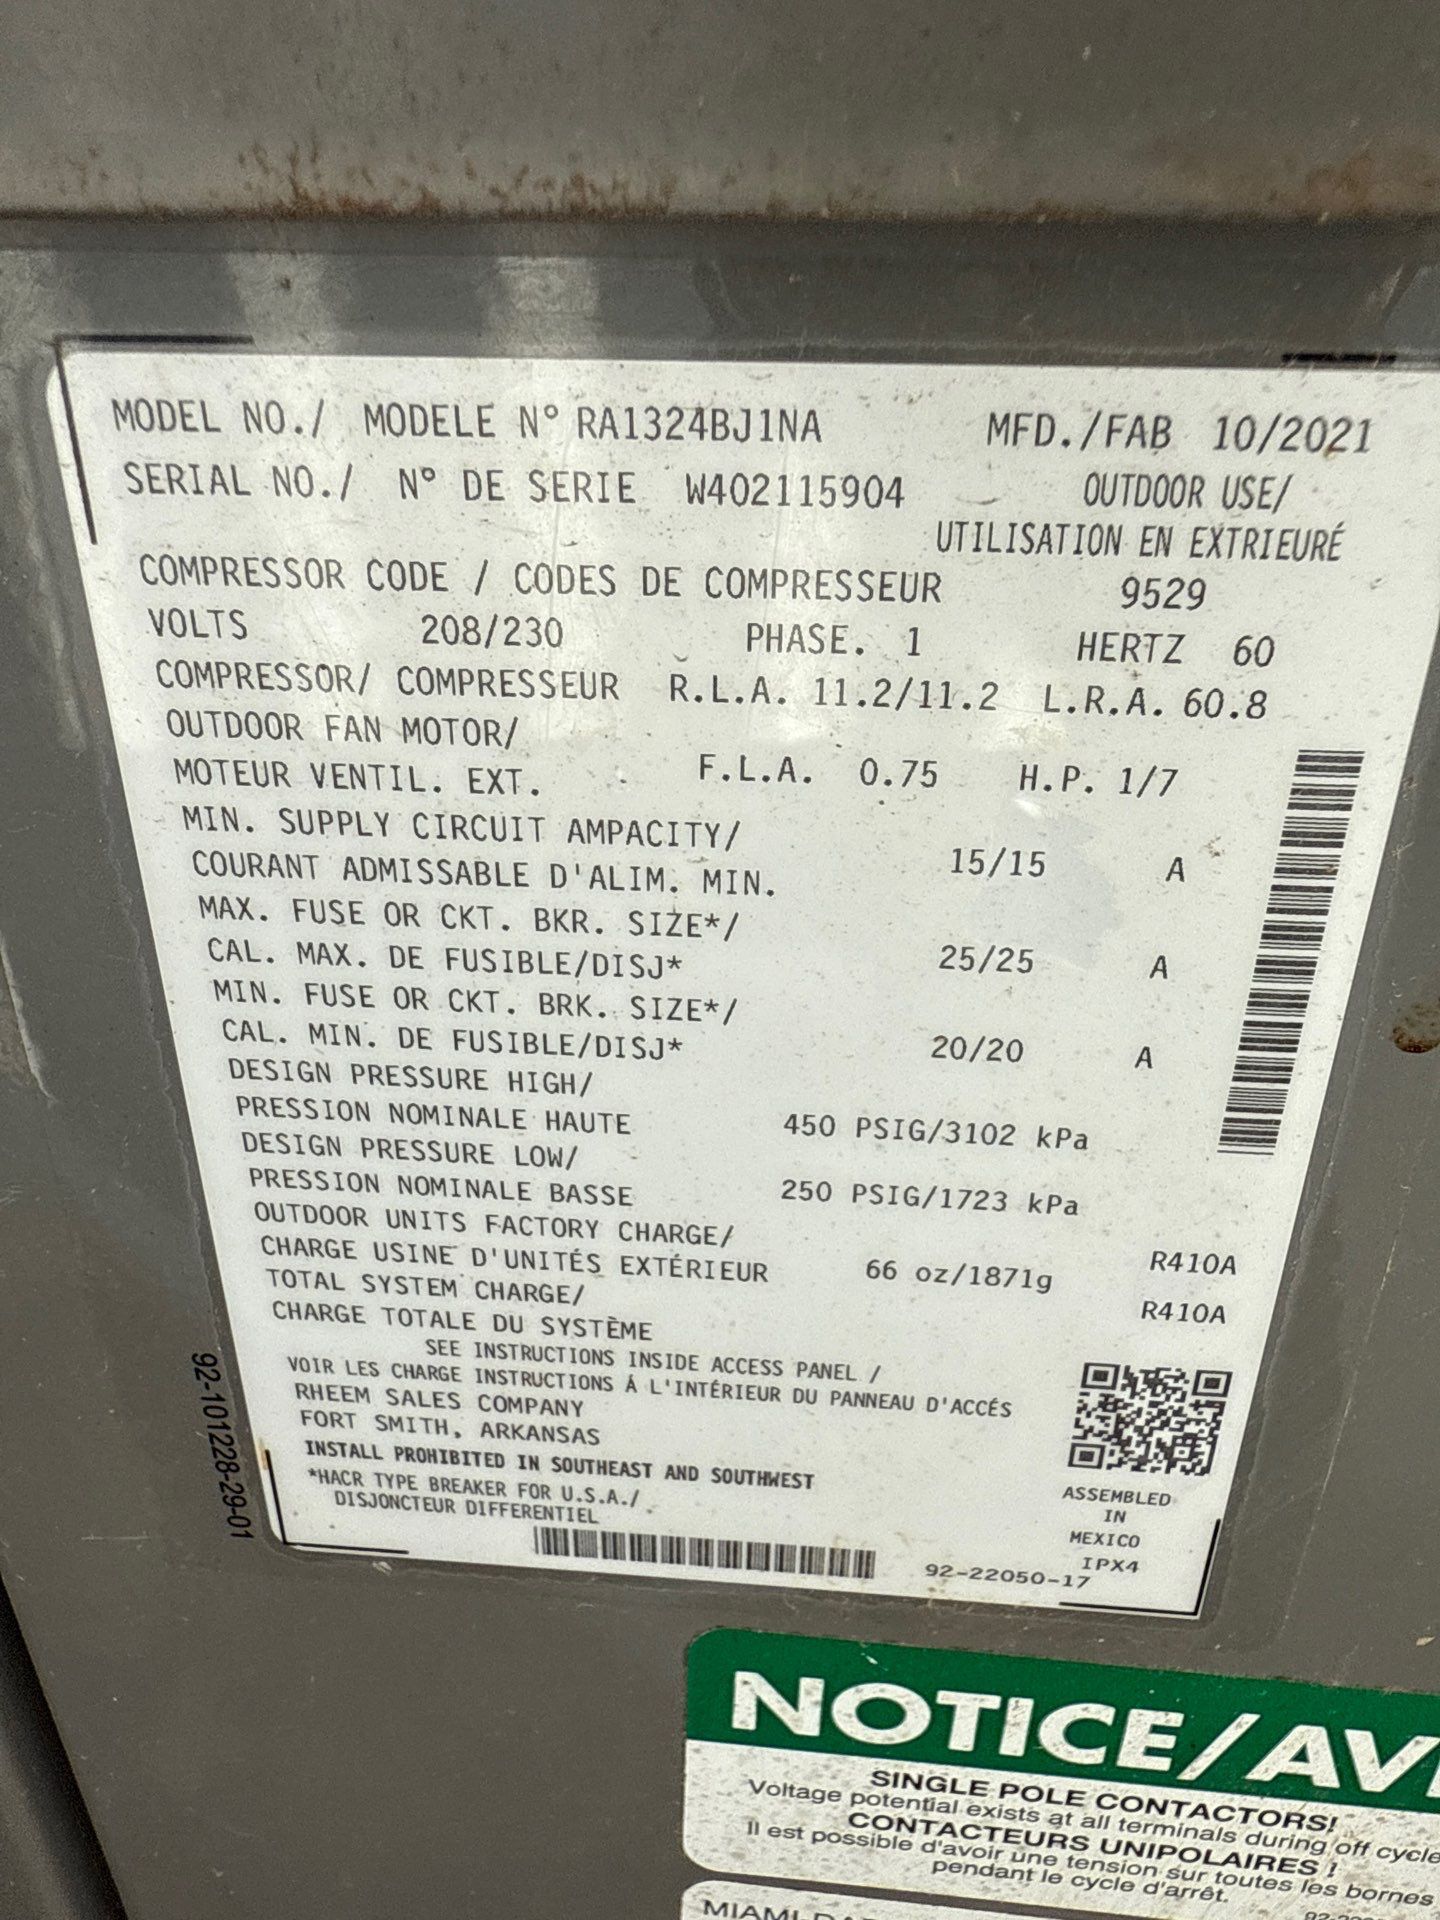 MODEL NO./ MODELE N° RA1324BJ1NA MFD./FAB 10/2021
SERIAL NO./ N° DE SERIE W402115904 OUTDOOR USE/
UTILISATION EN EXTRIEURÉ
COMPRESSOR CODE / CODES DE COMPRESSEUR 9529
VOLTS 208/230 PHASE. 1 HERTZ 60
COMPRESSOR/ COMPRESSEUR R.L.A. 11.2/11.2 L.R.A. 60.8
OUTDOOR FAN MOTOR/
MOTEUR VENTIL. EXT. F.L.A. 0.75 H.P. 1/7
MIN. SUPPLY CIRCUIT AMPACITY/
COURANT ADMISSABLE D'ALIM. MIN. 15/15 A
MAX. FUSE OR CKT. BKR. SIZE*/
CAL. MAX. DE FUSIBLE/DISJ* 25/25 A
MIN. FUSE OR CKT. BRK. SIZE*/
CAL. MIN. DE FUSIBLE/DISJ* 20/20 A
DESIGN PRESSURE HIGH/
PRESSION NOMINALE HAUTE 450 PSIG/3102 kPa
DESIGN PRESSURE LOW/
PRESSION NOMINALE BASSE 250 PSIG/1723 kPa
OUTDOOR UNITS FACTORY CHARGE/
CHARGE USINE D'UNITÉS EXTÉRIEUR 66 oz/1871g R410A
TOTAL SYSTEM CHARGE/
CHARGE TOTALE DU SYSTÈME R410A
SEE INSTRUCTIONS INSIDE ACCESS PANEL /
VOIR LES CHARGE INSTRUCTIONS Á L'INTÉRIEUR DU PANNEAU D'ACCÉS
RHEEM SALES COMPANY
FORT SMITH, ARKANSAS
INSTALL PROHIBITED IN SOUTHEAST AND SOUTHWEST
*HACR TYPE BREAKER FOR U.S.A./
DISJONCTEUR DIFFERENTIEL
ASSEMBLED
IN
MEXICO
IPX4
92-22050-17
92-101228-29-01
NOTICE/AVI
SINGLE POLE CONTACTORS!
Voltage potential exists at all terminals during off cycle
CONTACTEURS UNIPOLAIRES !
Il est possible d'avoir une tension sur toutes les bornes
pendant le cycle d'arrêt.